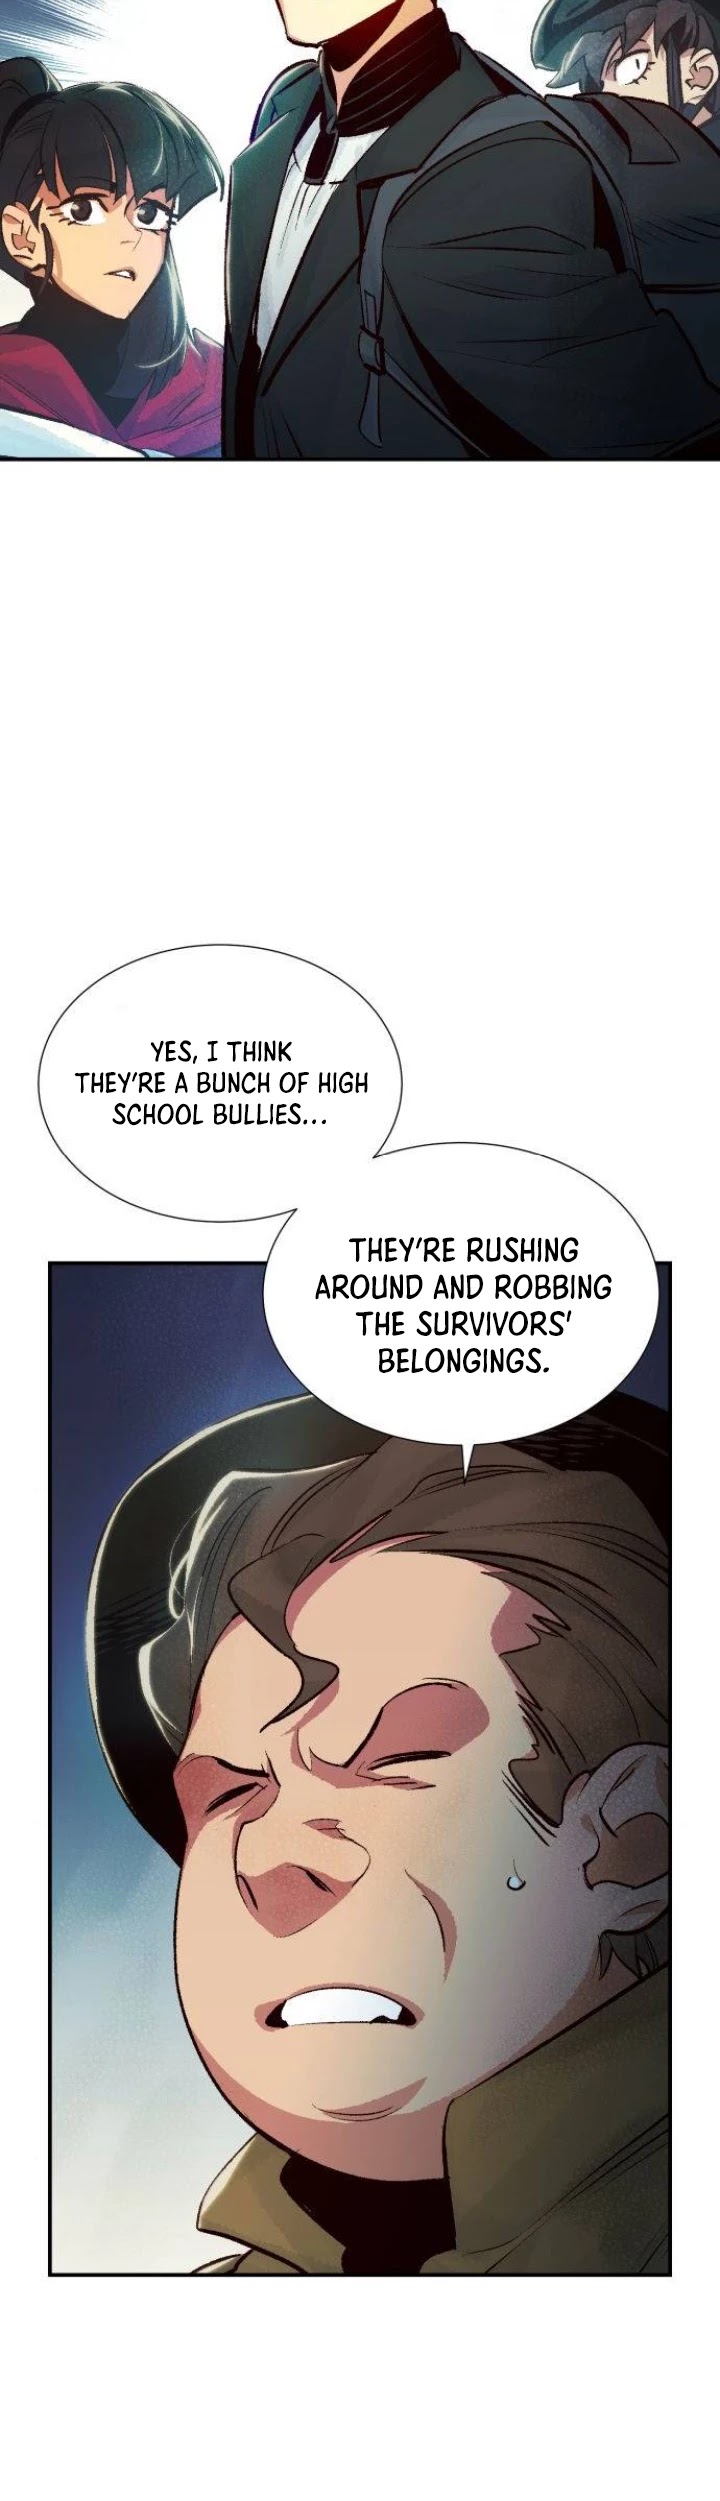 YES, I THINK
THEY'RE A BUNCH OF HIGH
SCHOOL BULLIES...
THEY'RE RUSHING
AROUND AND ROBBING
THE SURVIVORS'
BELONGINGS.